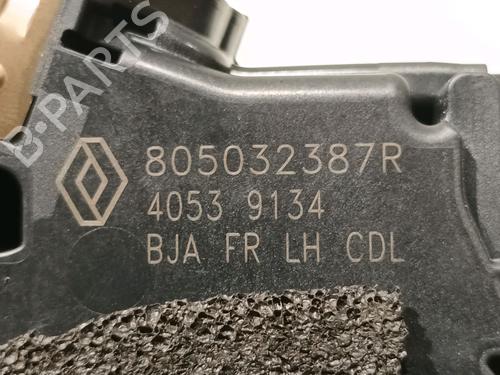 B-PARTS
805032387R
4053 9134
BJA FR LH CDL